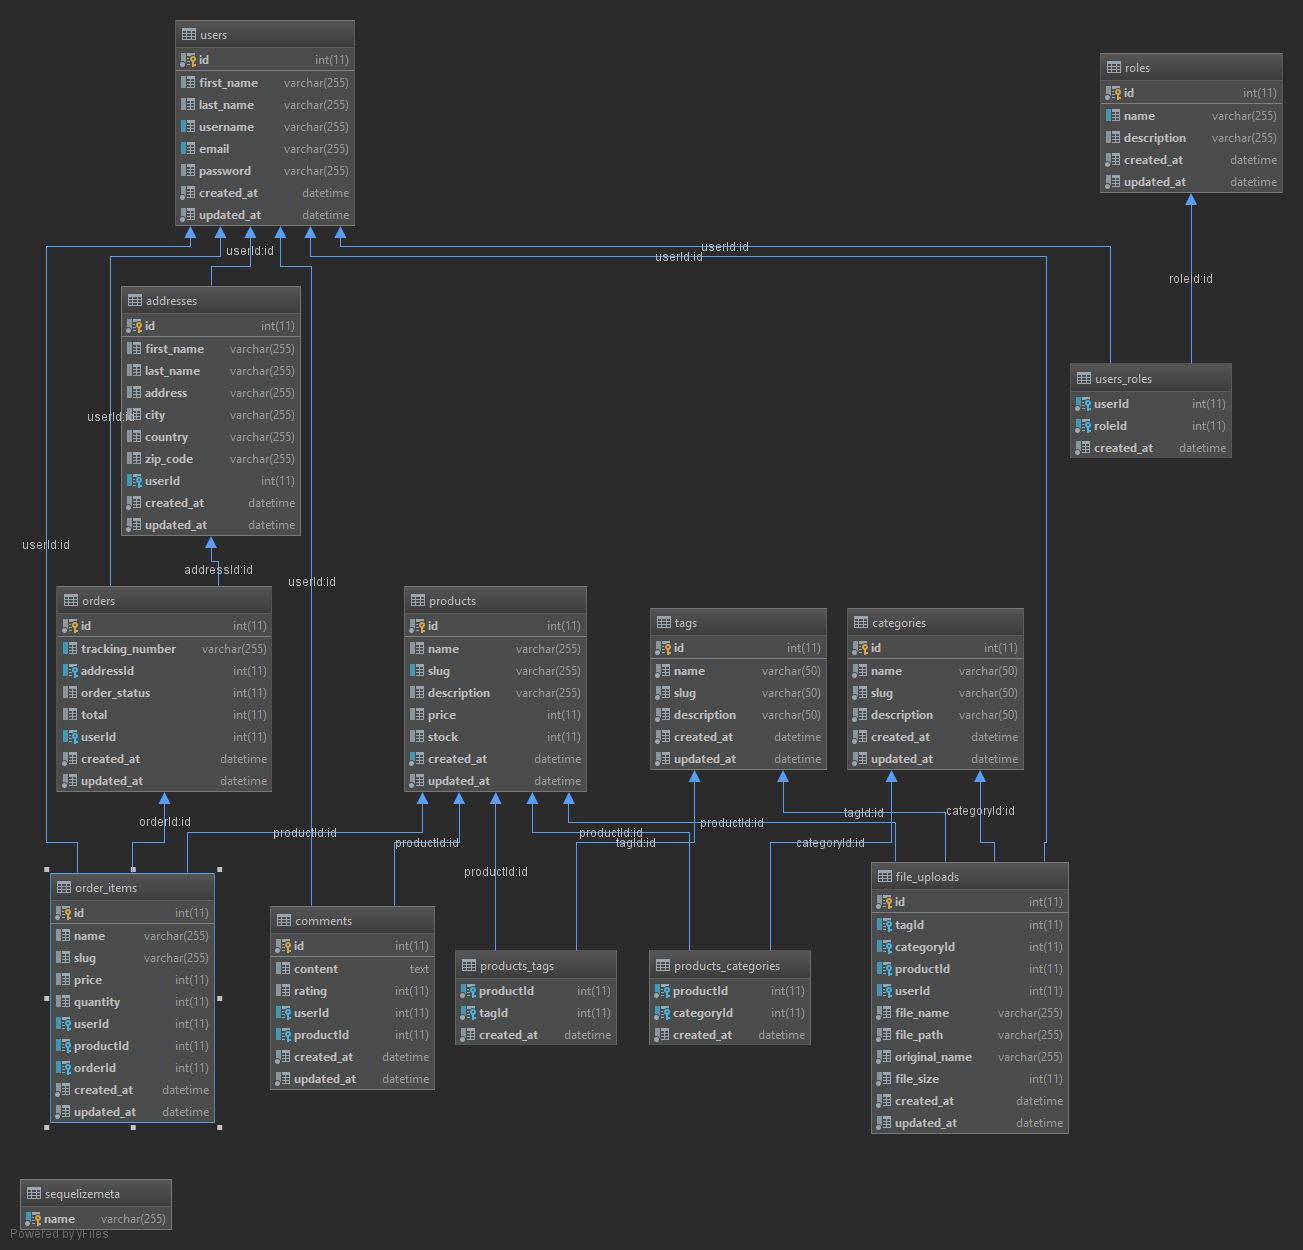 users
id int(11)
first_name varchar(255)
last_name varchar(255)
username varchar(255)
email varchar(255)
password varchar(255)
created_at datetime
updated_at datetime
roles
id int(11)
name varchar(255)
description varchar(255)
created_at datetime
updated_at datetime
userId:id
userId:id
userId:id
roleId:id
addresses
id int(11)
first_name varchar(255)
last_name varchar(255)
address varchar(255)
city varchar(255)
country varchar(255)
zip_code varchar(255)
userId int(11)
created_at datetime
updated_at datetime
userId:id
users_roles
userId int(11)
roleId int(11)
created_at datetime
userId:id
addressId:id
userId:id
orders
id int(11)
tracking_number varchar(255)
addressId int(11)
order_status int(11)
total int(11)
userId int(11)
created_at datetime
updated_at datetime
products
id int(11)
name varchar(255)
slug varchar(255)
description varchar(255)
price int(11)
stock int(11)
created_at datetime
updated_at datetime
tags
id int(11)
name varchar(50)
slug varchar(50)
description varchar(50)
created_at datetime
updated_at datetime
categories
id int(11)
name varchar(50)
slug varchar(50)
description varchar(50)
created_at datetime
updated_at datetime
orderId:id
productId:id
productId:id
productId:id
productId:id
tagId:id
productId:id
categoryId:id
tagId:id
categoryId:id
order_items
id int(11)
name varchar(255)
slug varchar(255)
price int(11)
quantity int(11)
userId int(11)
productId int(11)
orderId int(11)
created_at datetime
updated_at datetime
comments
id int(11)
content text
rating int(11)
userId int(11)
productId int(11)
created_at datetime
updated_at datetime
products_tags
productId int(11)
tagId int(11)
created_at datetime
products_categories
productId int(11)
categoryId int(11)
created_at datetime
file_uploads
id int(11)
tagId int(11)
categoryId int(11)
productId int(11)
userId int(11)
file_name varchar(255)
file_path varchar(255)
original_name varchar(255)
file_size int(11)
created_at datetime
updated_at datetime
sequelizemeta
name varchar(255)
Powered by yFiles